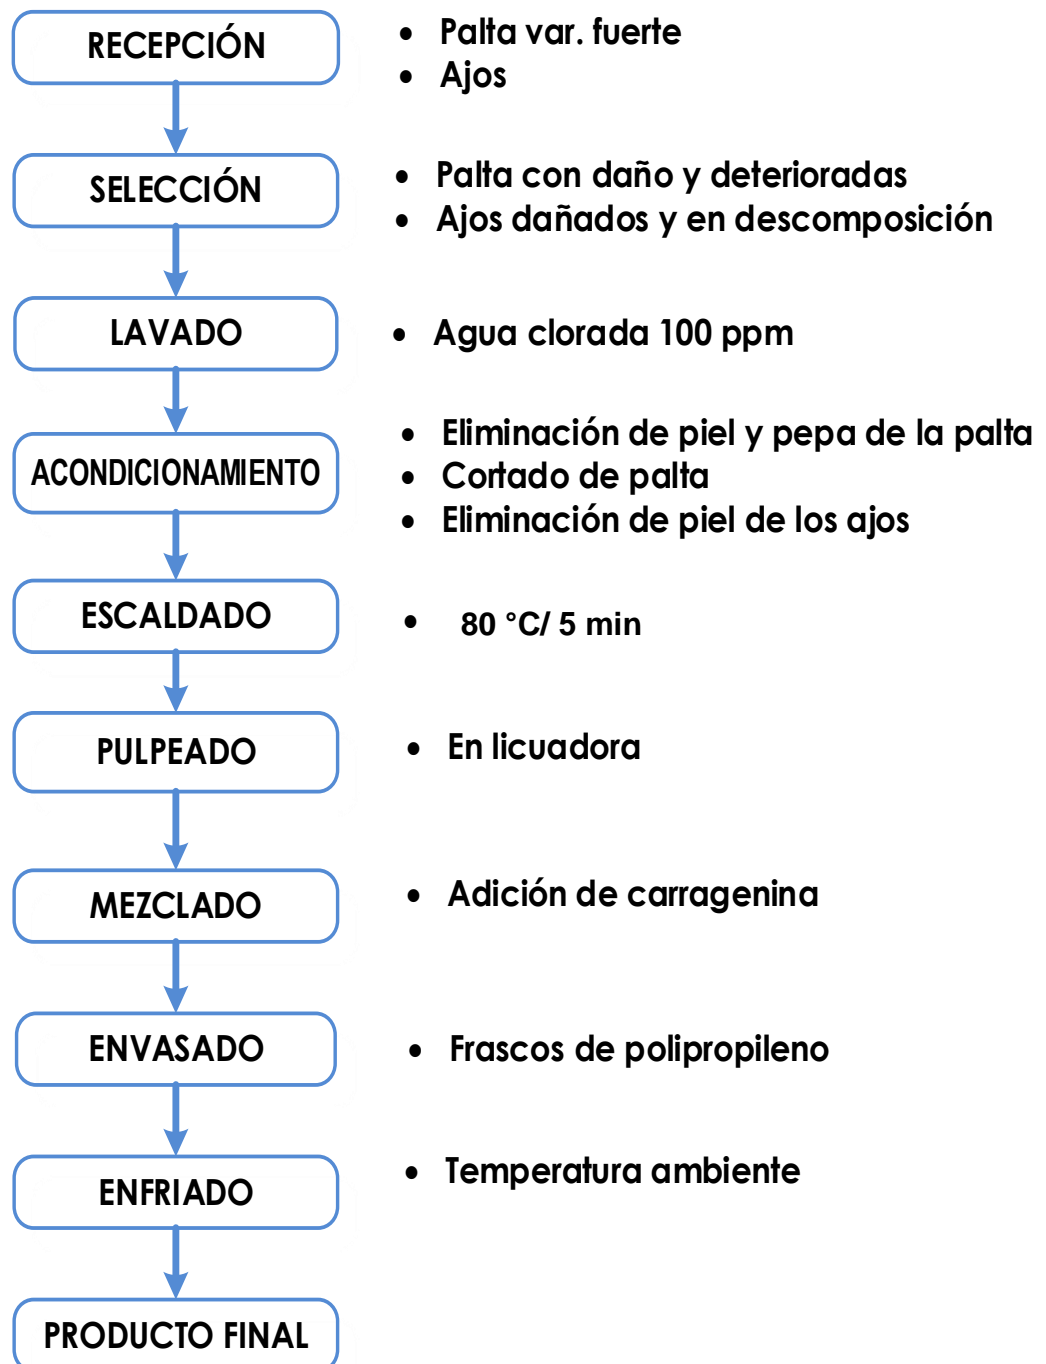 RECEPCIÓN
• Palta var. fuerte
• Ajos
SELECCIÓN
• Palta con daño y deterioradas
• Ajos dañados y en descomposición
LAVADO
• Agua clorada 100 ppm
ACONDICIONAMIENTO
• Eliminación de piel y pepa de la palta
• Cortado de palta
• Eliminación de piel de los ajos
ESCALDADO
• 80 °C/ 5 min
PULPEADO
• En licuadora
MEZCLADO
• Adición de carragenina
ENVASADO
• Frascos de polipropileno
ENFRIADO
• Temperatura ambiente
PRODUCTO FINAL